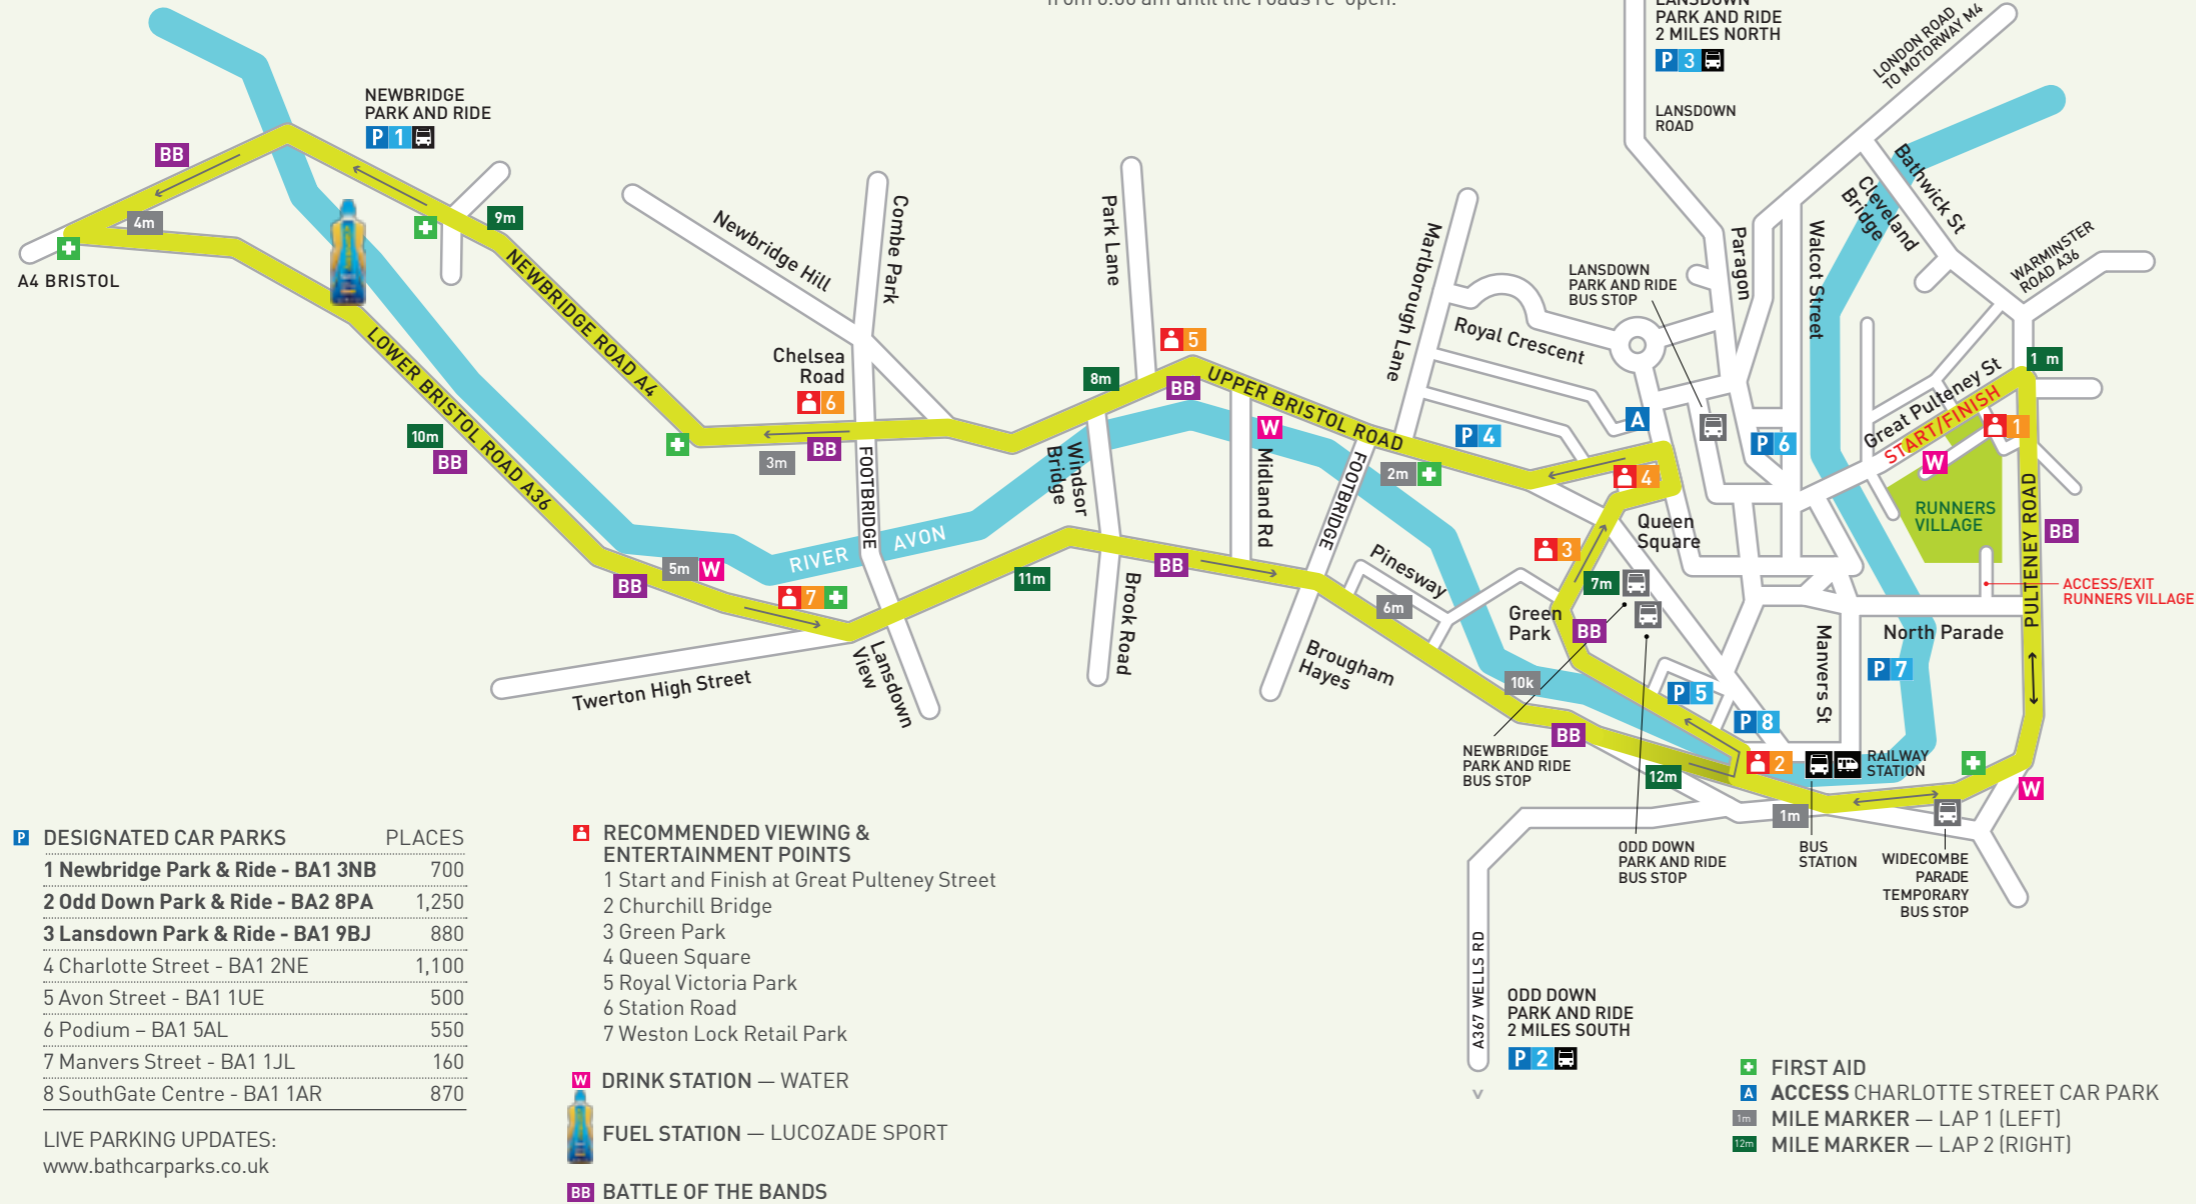 from 6:00 am until the roads re-open.
LANSDOWN
PARK AND RIDE
2 MILES NORTH
P 3
LANSDOWN
ROAD
LONDON ROAD
TO MOTORWAY M4
NEWBRIDGE
PARK AND RIDE
P 1
BB
4m
A4 BRISTOL
9m
NEWBRIDGE ROAD A4
LOWER BRISTOL ROAD A36
10m
BB
Newbridge Hill
Combe Park
Chelsea
Road
6
3m
BB
FOOTBRIDGE
Park Lane
5
8m
BB
UPPER BRISTOL ROAD
W
Windsor
Bridge
Midland Rd
FOOTBRIDGE
Marlborough Lane
Royal Crescent
LANSDOWN
PARK AND RIDE
BUS STOP
Paragon
Walcot Street
Cleveland
Bridge
Bathwick St
WARMINSTER
ROAD A36
1 m
Great Pulteney St
START/FINISH
1
W
A
P 4
P 6
2m
4
Queen
Square
RUNNERS
VILLAGE
PULTENEY ROAD
BB
ACCESS/EXIT
RUNNERS VILLAGE
RIVER AVON
5m W
BB
7
11m
BB
Brook Road
Pinesway
6m
3
7m
Green
Park
BB
North Parade
P 7
Manvers St
Twerton High Street
Lansdown
View
Brougham
Hayes
10k
P 5
P 8
BB
2
RAILWAY
STATION
12m
1m
W
NEWBRIDGE
PARK AND RIDE
BUS STOP
ODD DOWN
PARK AND RIDE
BUS STOP
BUS
STATION
WIDECOMBE
PARADE
TEMPORARY
BUS STOP
A367 WELLS RD
ODD DOWN
PARK AND RIDE
2 MILES SOUTH
P 2
P DESIGNATED CAR PARKS PLACES
1 Newbridge Park & Ride - BA1 3NB 700
2 Odd Down Park & Ride - BA2 8PA 1,250
3 Lansdown Park & Ride - BA1 9BJ 880
4 Charlotte Street - BA1 2NE 1,100
5 Avon Street - BA1 1UE 500
6 Podium – BA1 5AL 550
7 Manvers Street - BA1 1JL 160
8 SouthGate Centre - BA1 1AR 870
LIVE PARKING UPDATES:
www.bathcarparks.co.uk
RECOMMENDED VIEWING &
ENTERTAINMENT POINTS
1 Start and Finish at Great Pulteney Street
2 Churchill Bridge
3 Green Park
4 Queen Square
5 Royal Victoria Park
6 Station Road
7 Weston Lock Retail Park
W DRINK STATION — WATER
FUEL STATION — LUCOZADE SPORT
BB BATTLE OF THE BANDS
FIRST AID
A ACCESS CHARLOTTE STREET CAR PARK
1m MILE MARKER — LAP 1 (LEFT)
12m MILE MARKER — LAP 2 (RIGHT)